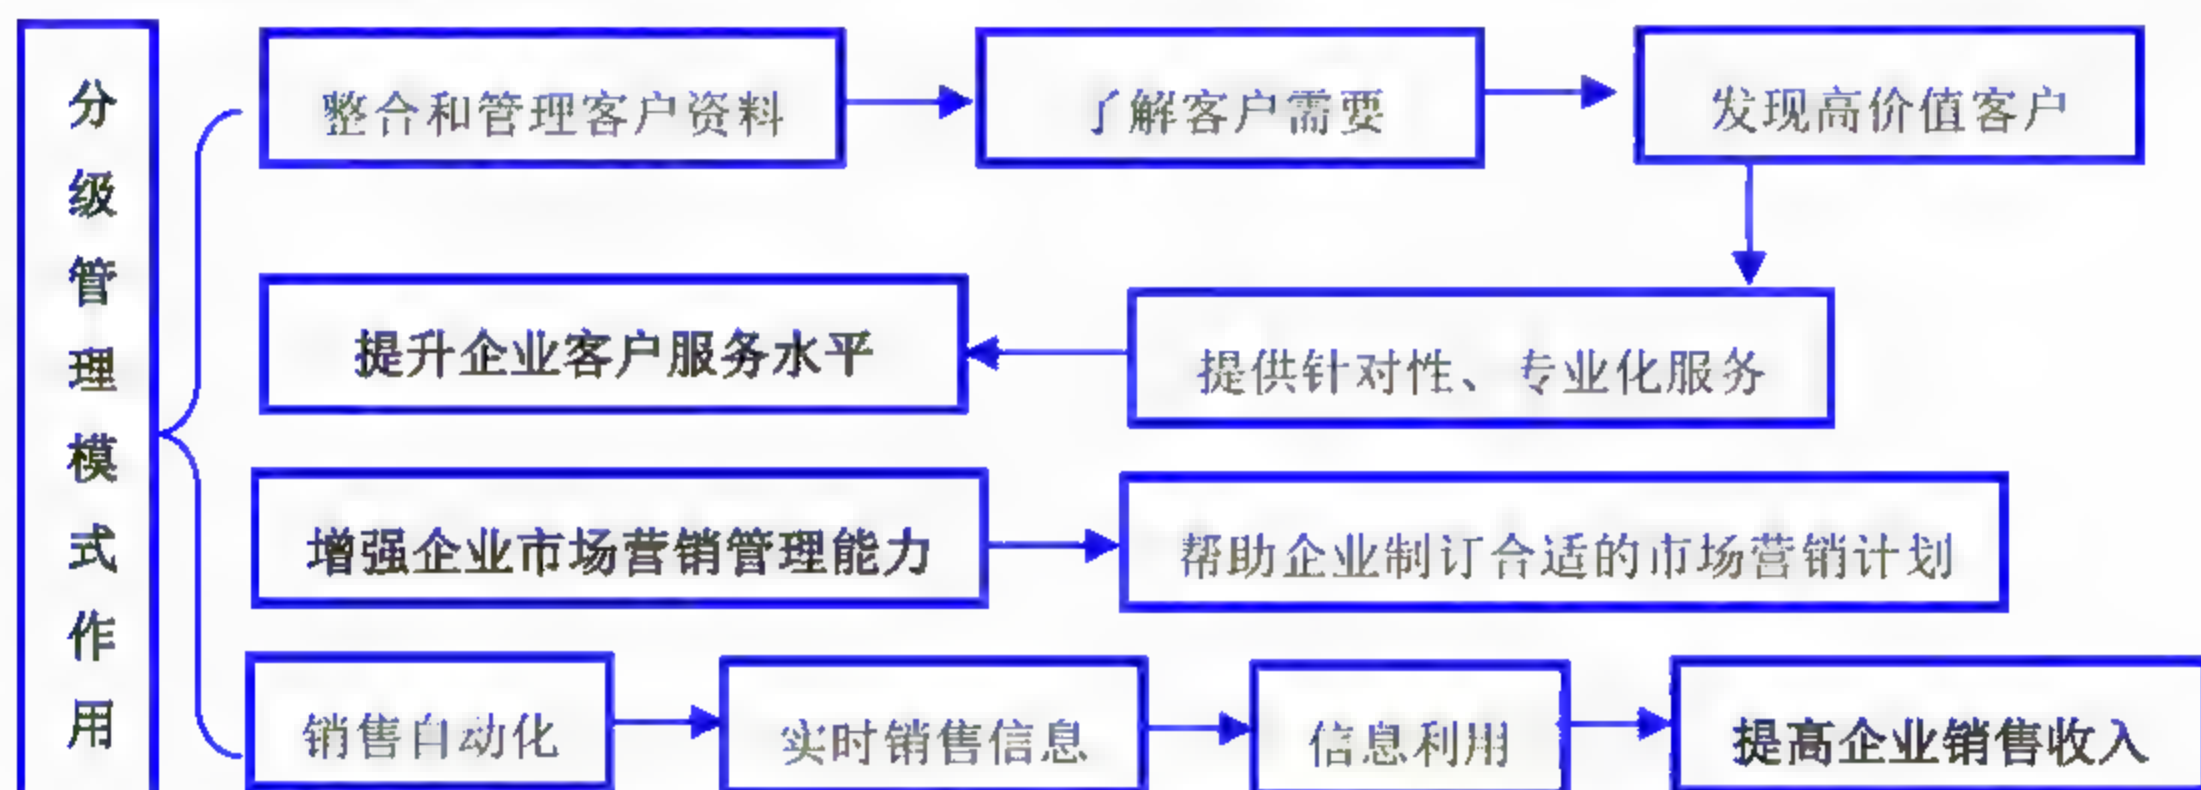 分级管理模式作用
整合和管理客户资料
了解客户需要
发现高价值客户
提供针对性、专业化服务
提升企业客户服务水平
增强企业市场营销管理能力
帮助企业制订合适的市场营销计划
销售自动化
实时销售信息
信息利用
提高企业销售收入